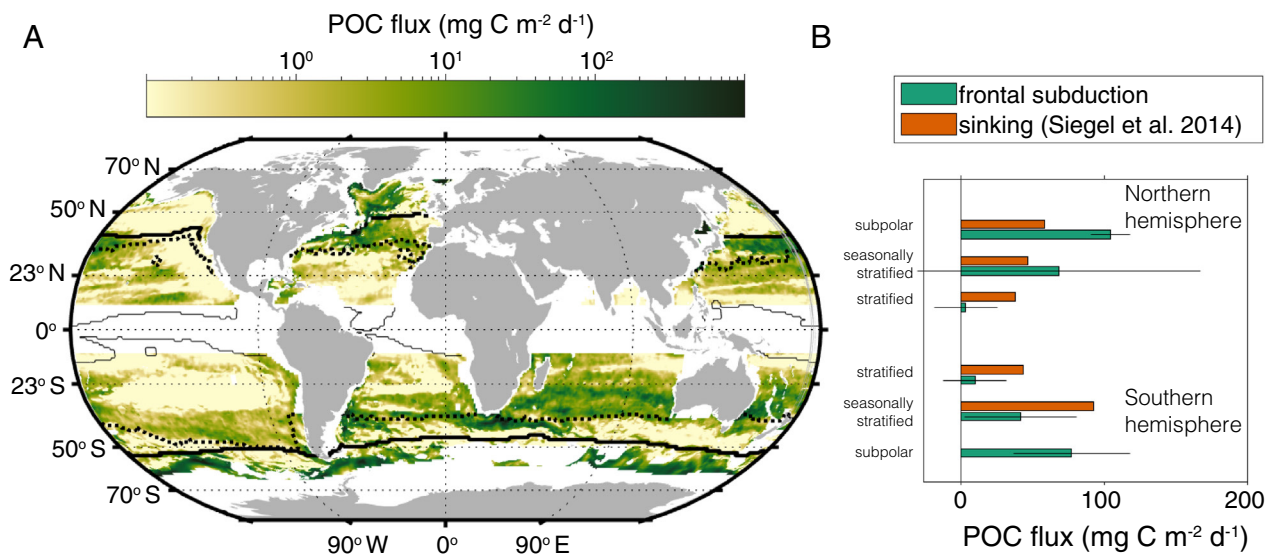 A
POC flux (mg C m⁻² d⁻¹)
10⁰ 10¹ 10²
70° N
50° N
23° N
0°
23° S
50° S
70° S
90° W 0° 90° E
B
frontal subduction
sinking (Siegel et al. 2014)
Northern
hemisphere
subpolar
seasonally
stratified
stratified
stratified
seasonally
stratified
subpolar
Southern
hemisphere
0 100 200
POC flux (mg C m⁻² d⁻¹)